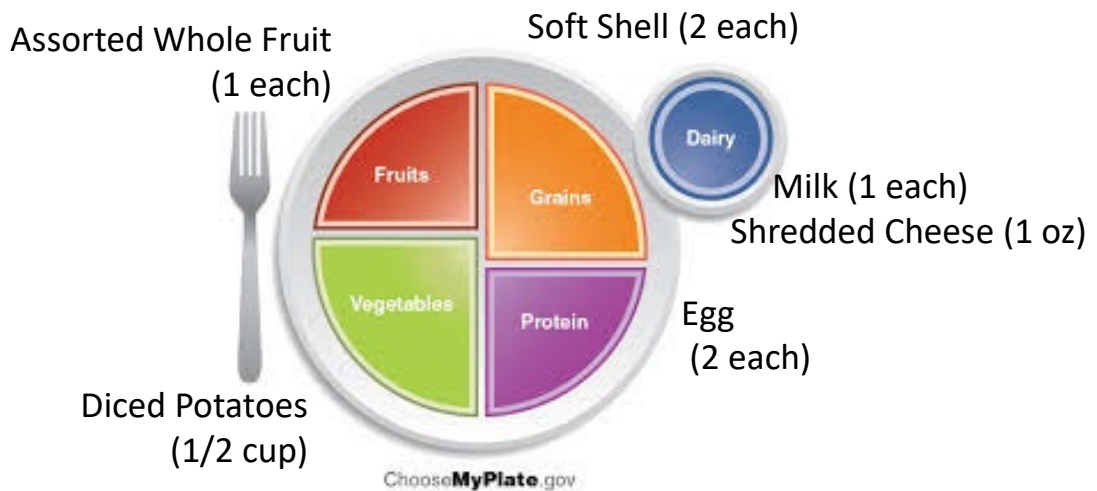 Soft Shell (2 each)
Assorted Whole Fruit
(1 each)
Dairy
Fruits
Grains
Milk (1 each)
Shredded Cheese (1 oz)
Vegetables
Protein
Egg
(2 each)
Diced Potatoes
(1/2 cup)
ChooseMyPlate.gov